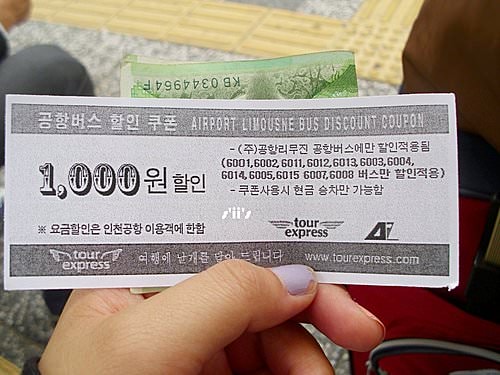 KB 0344964 F
공항버스 할인 쿠폰 AIRPORT LIMOUSNE BUS DISCOUNT COUPON
1,000원 할인
- (주)공항리무진 공항버스에만 할인적용됨
(6001,6002,6011,6012,6013,6003,6004,
6014,6005,6015 6007,6008 버스만 할인적용)
- 쿠폰사용시 현금 승차만 가능함
※ 요금할인은 인천공항 이용객에 한함
tour
express
tour
express
여행에 날개를 달아 드립니다
www.tourexpress.com